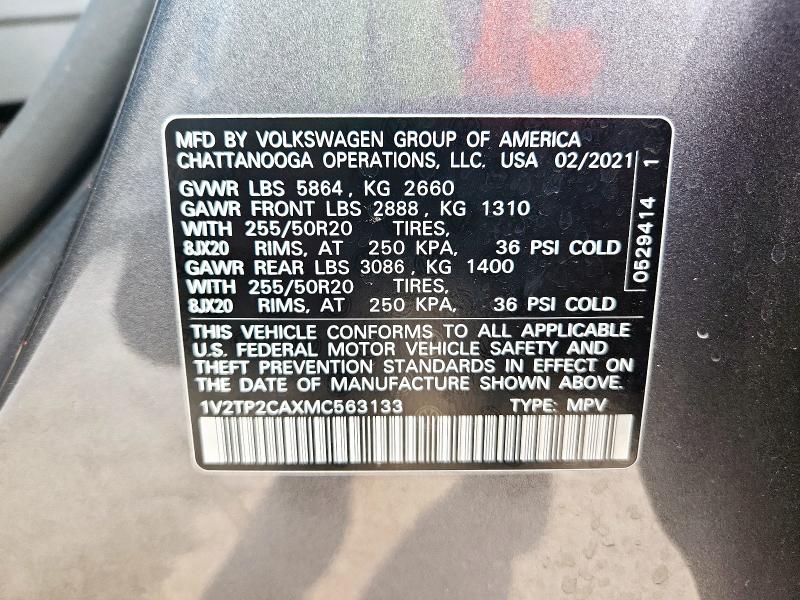 MFD BY VOLKSWAGEN GROUP OF AMERICA
CHATTANOOGA OPERATIONS, LLC. USA 02/2021
GVWR LBS 5864, KG 2660
GAWR FRONT LBS 2888, KG 1310
WITH 255/50R20 TIRES,
8JX20 RIMS, AT 250 KPA, 36 PSI COLD
GAWR REAR LBS 3086, KG 1400
WITH 255/50R20 TIRES,
8JX20 RIMS, AT 250 KPA, 36 PSI COLD
0529414 1
THIS VEHICLE CONFORMS TO ALL APPLICABLE
U.S. FEDERAL MOTOR VEHICLE SAFETY AND
THEFT PREVENTION STANDARDS IN EFFECT ON
THE DATE OF MANUFACTURE SHOWN ABOVE.
1V2TP2CAXMC563133 TYPE: MPV